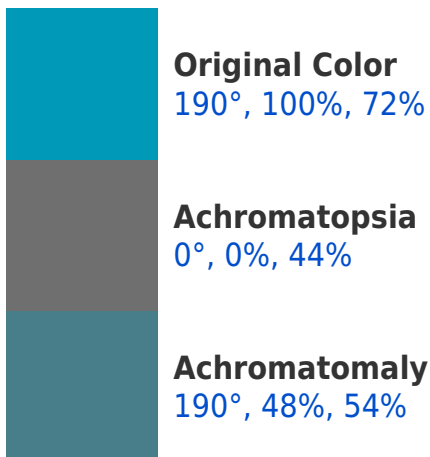 Original Color
190°, 100%, 72%
Achromatopsia
0°, 0%, 44%
Achromatomaly
190°, 48%, 54%